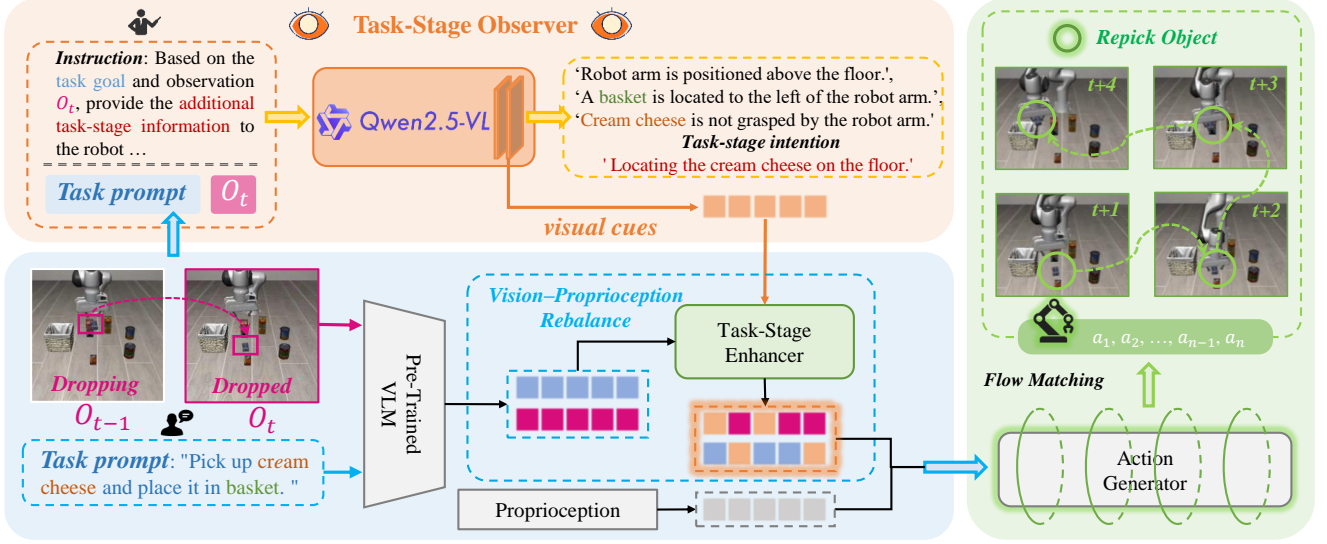 Task-Stage Observer
Instruction: Based on the
task goal and observation
O_t, provide the additional
task-stage information to
the robot …
Task prompt
O_t
Qwen2.5-VL
‘Robot arm is positioned above the floor.',
‘A basket is located to the left of the robot arm.’,
‘Cream cheese is not grasped by the robot arm.'
Task-stage intention
' Locating the cream cheese on the floor.'
visual cues
Dropping
Dropped
O_{t-1}
O_t
Task prompt: "Pick up cream
cheese and place it in basket. "
Pre-Trained
VLM
Vision–Proprioception
Rebalance
Task-Stage
Enhancer
Proprioception
Repick Object
t+4
t+3
t+1
t+2
a_1, a_2, …, a_{n-1}, a_n
Flow Matching
Action
Generator